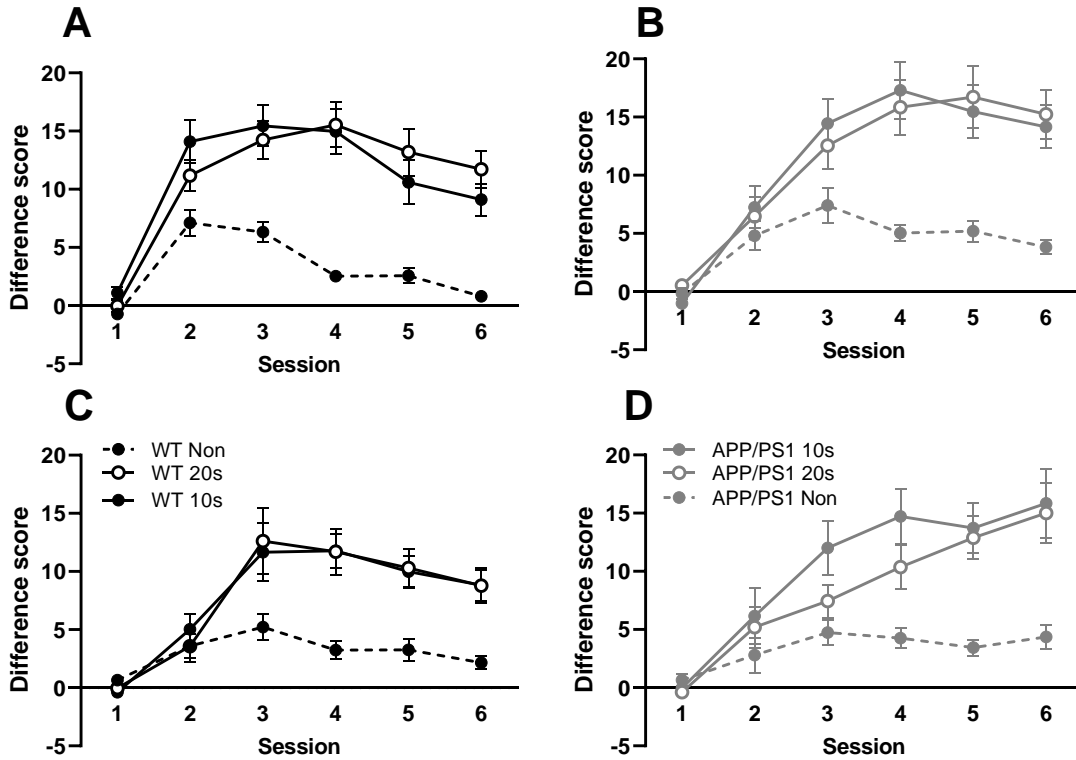 A
Difference score
20
15
10
5
0
-5
1 2 3 4 5 6
Session
B
Difference score
20
15
10
5
0
-5
1 2 3 4 5 6
Session
C
Difference score
20
15
10
5
0
-5
WT Non
WT 20s
WT 10s
1 2 3 4 5 6
Session
D
Difference score
20
15
10
5
0
-5
APP/PS1 10s
APP/PS1 20s
APP/PS1 Non
1 2 3 4 5 6
Session